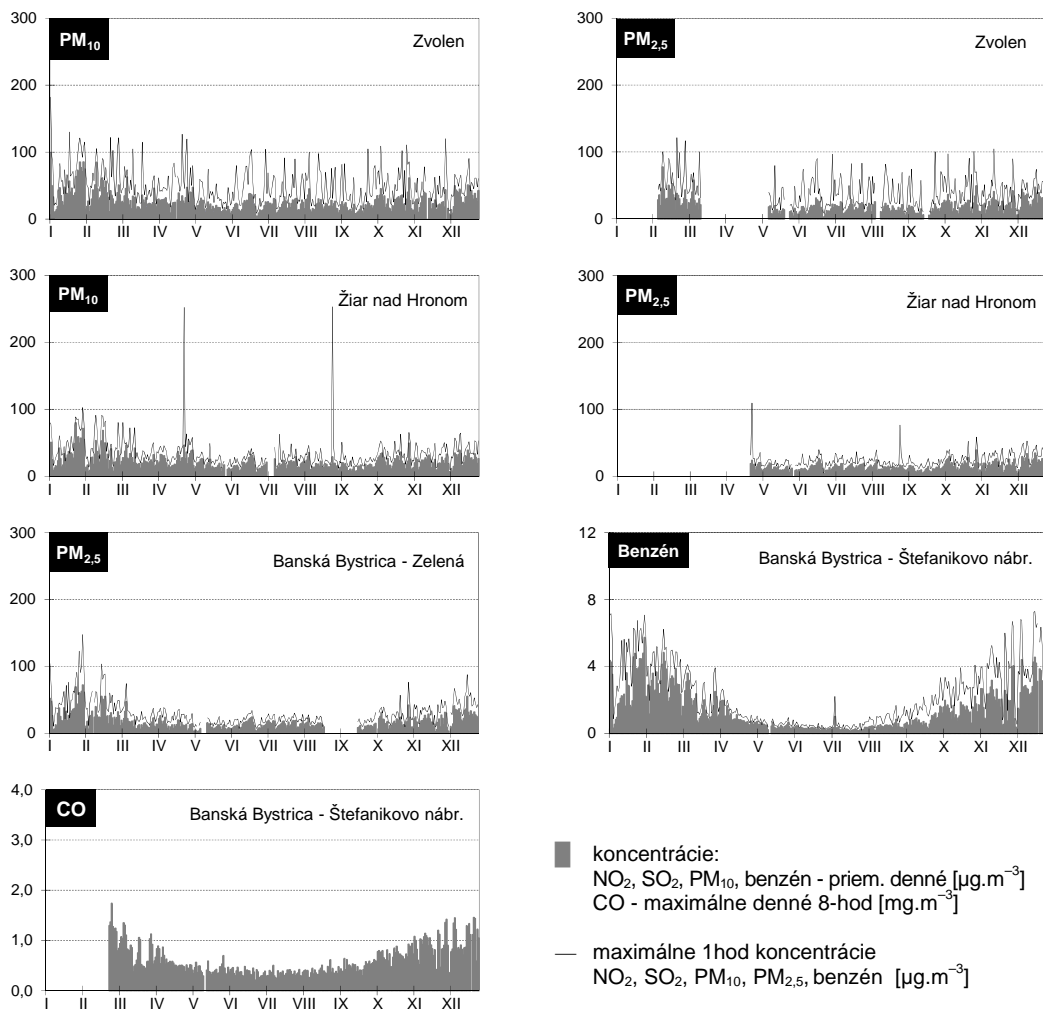 PM10
Zvolen
300
200
100
0
I II III IV V VI VII VIII IX X XI XII
PM2,5
Zvolen
300
200
100
0
I II III IV V VI VII VIII IX X XI XII
PM10
Žiar nad Hronom
300
200
100
0
I II III IV V VI VII VIII IX X XI XII
PM2,5
Žiar nad Hronom
300
200
100
0
I II III IV V VI VII VIII IX X XI XII
PM2,5
Banská Bystrica - Zelená
300
200
100
0
I II III IV V VI VII VIII IX X XI XII
Benzén
Banská Bystrica - Štefanikovo nábr.
12
8
4
0
I II III IV V VI VII VIII IX X XI XII
CO
Banská Bystrica - Štefanikovo nábr.
4,0
3,0
2,0
1,0
0,0
I II III IV V VI VII VIII IX X XI XII
koncentrácie:
NO₂, SO₂, PM₁₀, benzén - priem. denné [µg.m⁻³]
CO - maximálne denné 8-hod [mg.m⁻³]
— maximálne 1hod koncentrácie
NO₂, SO₂, PM₁₀, PM₂,₅, benzén [µg.m⁻³]